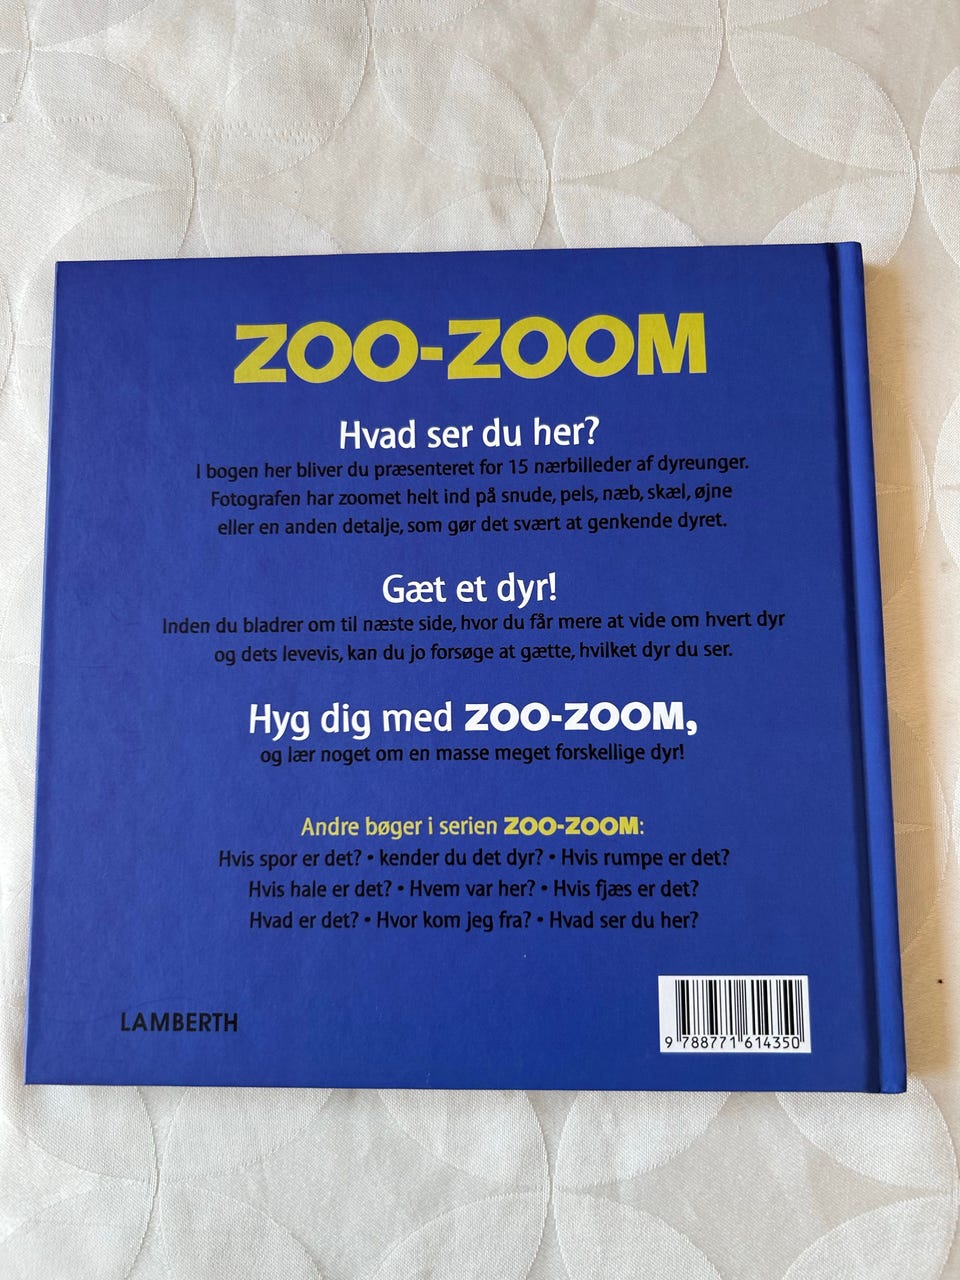 ZOO-ZOOM
Hvad ser du her?
I bogen her bliver du præsenteret for 15 nærbilleder af dyreunger.
Fotografen har zoomet helt ind på snude, pels, næb, skæl, øjne
eller en anden detalje, som gør det svært at genkende dyret.
Gæt et dyr!
Inden du bladrer om til næste side, hvor du får mere at vide om hvert dyr
og dets levevis, kan du jo forsøge at gætte, hvilket dyr du ser.
Hyg dig med ZOO-ZOOM,
og lær noget om en masse meget forskellige dyr!
Andre bøger i serien ZOO-ZOOM:
Hvis spor er det? • kender du det dyr? • Hvis rumpe er det?
Hvis hale er det? • Hvem var her? • Hvis fjæs er det?
Hvad er det? • Hvor kom jeg fra? • Hvad ser du her?
LAMBERTH
9 788771 614350